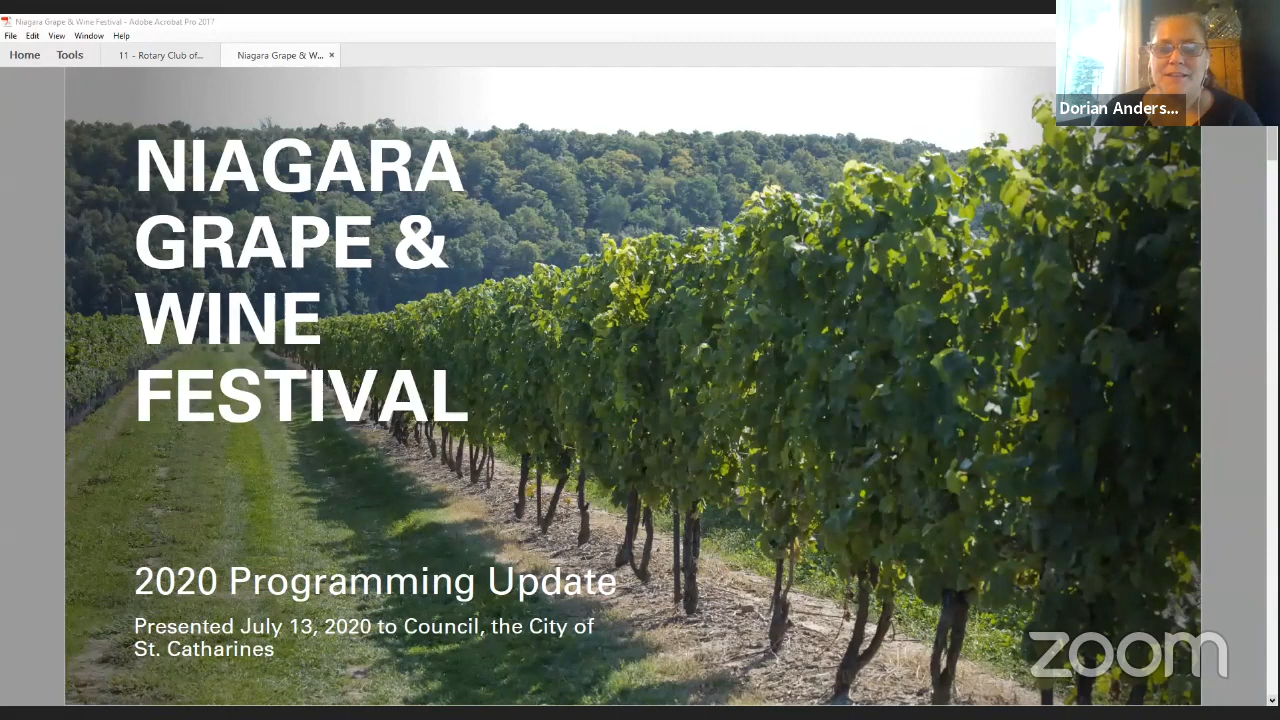 Niagara Grape & Wine Festival - Adobe Acrobat Pro 2017
File Edit View Window Help
Home Tools 11 - Rotary Club of... Niagara Grape & W... ×
Dorian Anders...
NIAGARA
GRAPE &
WINE
FESTIVAL
2020 Programming Update
Presented July 13, 2020 to Council, the City of
St. Catharines
zoom